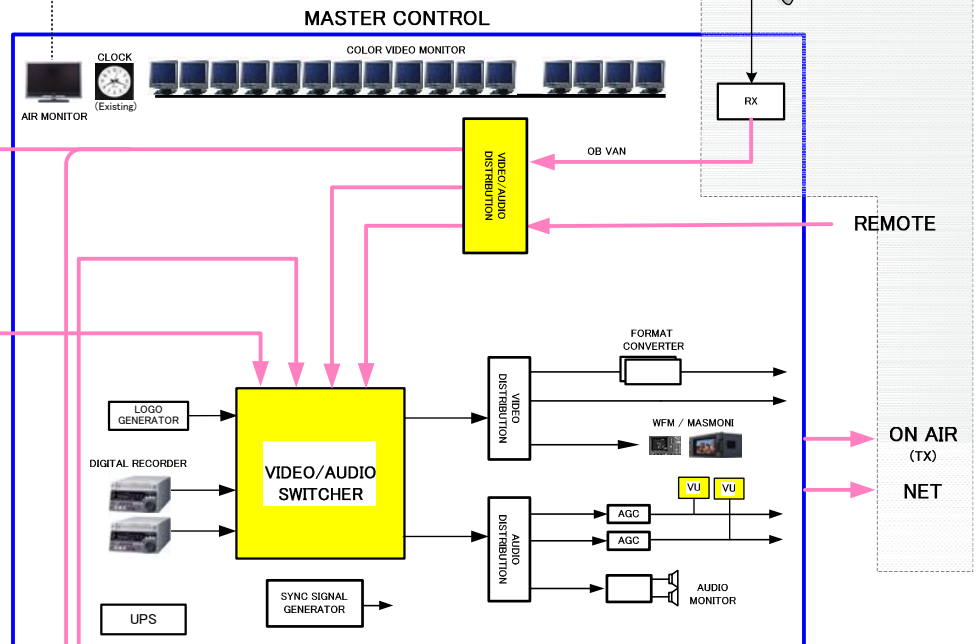 MASTER CONTROL
COLOR VIDEO MONITOR
CLOCK
(Existing)
AIR MONITOR
RX
VIDEO/AUDIO
DISTRIBUTION
OB VAN
REMOTE
FORMAT
CONVERTER
VIDEO
DISTRIBUTION
LOGO
GENERATOR
WFM / MASMONI
ON AIR
(TX)
DIGITAL RECORDER
VIDEO/AUDIO
SWITCHER
VU
VU
NET
AGC
AGC
AUDIO
DISTRIBUTION
SYNC SIGNAL
GENERATOR
AUDIO
MONITOR
UPS